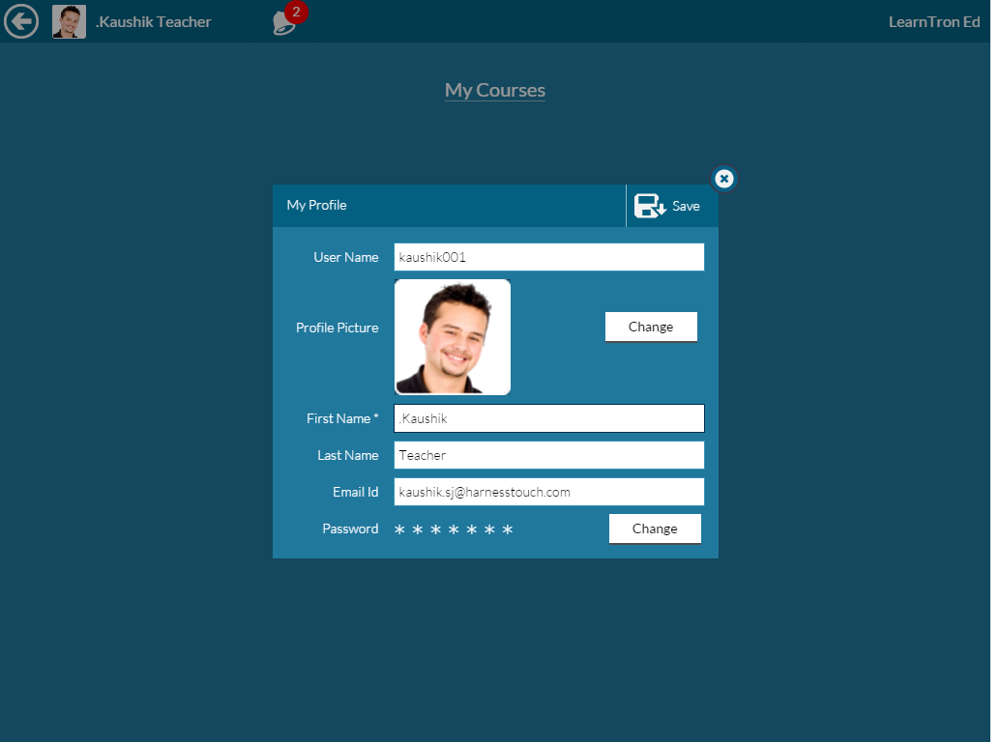 .Kaushik Teacher
2
LearnTron Ed
My Courses
My Profile
Save
User Name
kaushik001
Profile Picture
Change
First Name *
.Kaushik
Last Name
Teacher
Email Id
kaushik.sj@harnesstouch.com
Password
* * * * * * *
Change